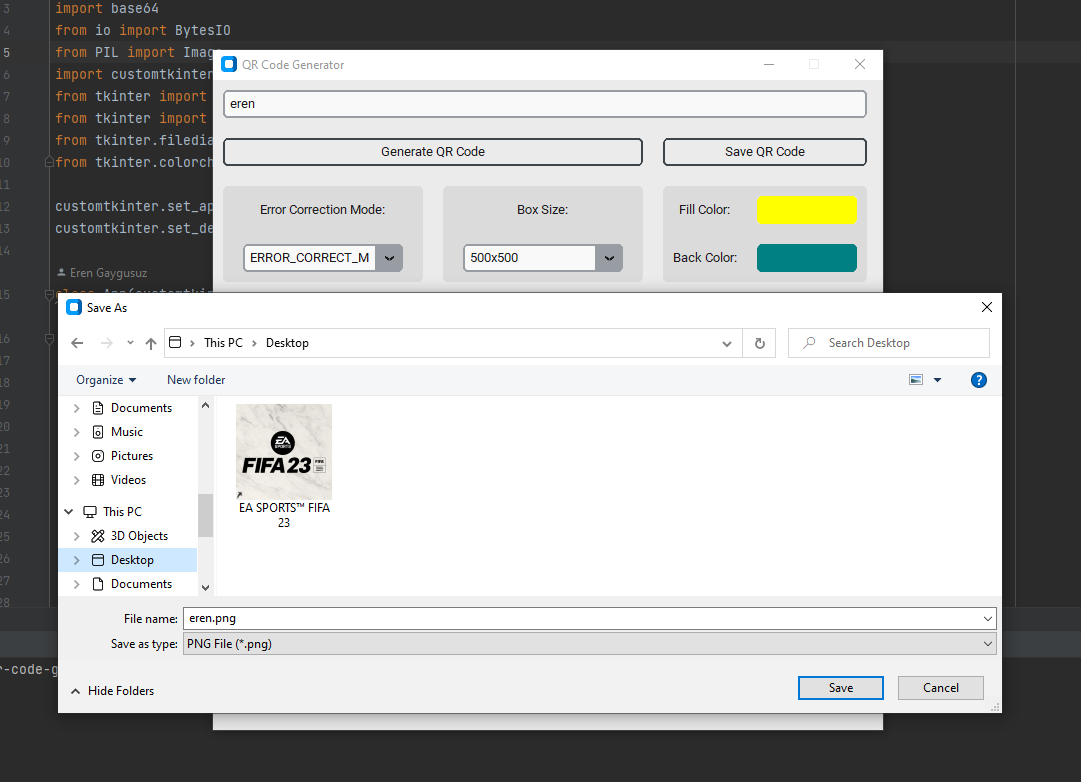 3
import base64
4
from io import BytesIO
5
from PIL import Image
6
import customtkinter
7
from tkinter import
8
from tkinter import
9
from tkinter.filedia
10
from tkinter.colorch
11
12
customtkinter.set_ap
13
customtkinter.set_de
14
Eren Gaygusuz
15
16
17
18
19
20
21
22
23
24
25
26
27
28
r-code-g
QR Code Generator
eren
Generate QR Code
Save QR Code
Error Correction Mode:
ERROR_CORRECT_M
Box Size:
500x500
Fill Color:
Back Color:
Save As
This PC
Desktop
Search Desktop
Organize
New folder
?
Documents
Music
Pictures
Videos
This PC
3D Objects
Desktop
Documents
EA
SPORTS
FIFA 23
EA SPORTS™ FIFA
23
File name:
eren.png
Save as type:
PNG File (*.png)
Hide Folders
Save
Cancel